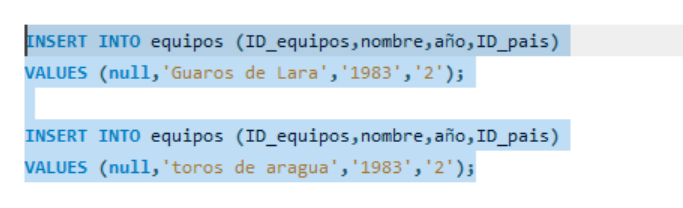 INSERT INTO equipos (ID_equipos,nombre,año,ID_pais)
VALUES (null,'Guaros de Lara','1983','2');
INSERT INTO equipos (ID_equipos,nombre,año,ID_pais)
VALUES (null,'toros de aragua','1983','2');